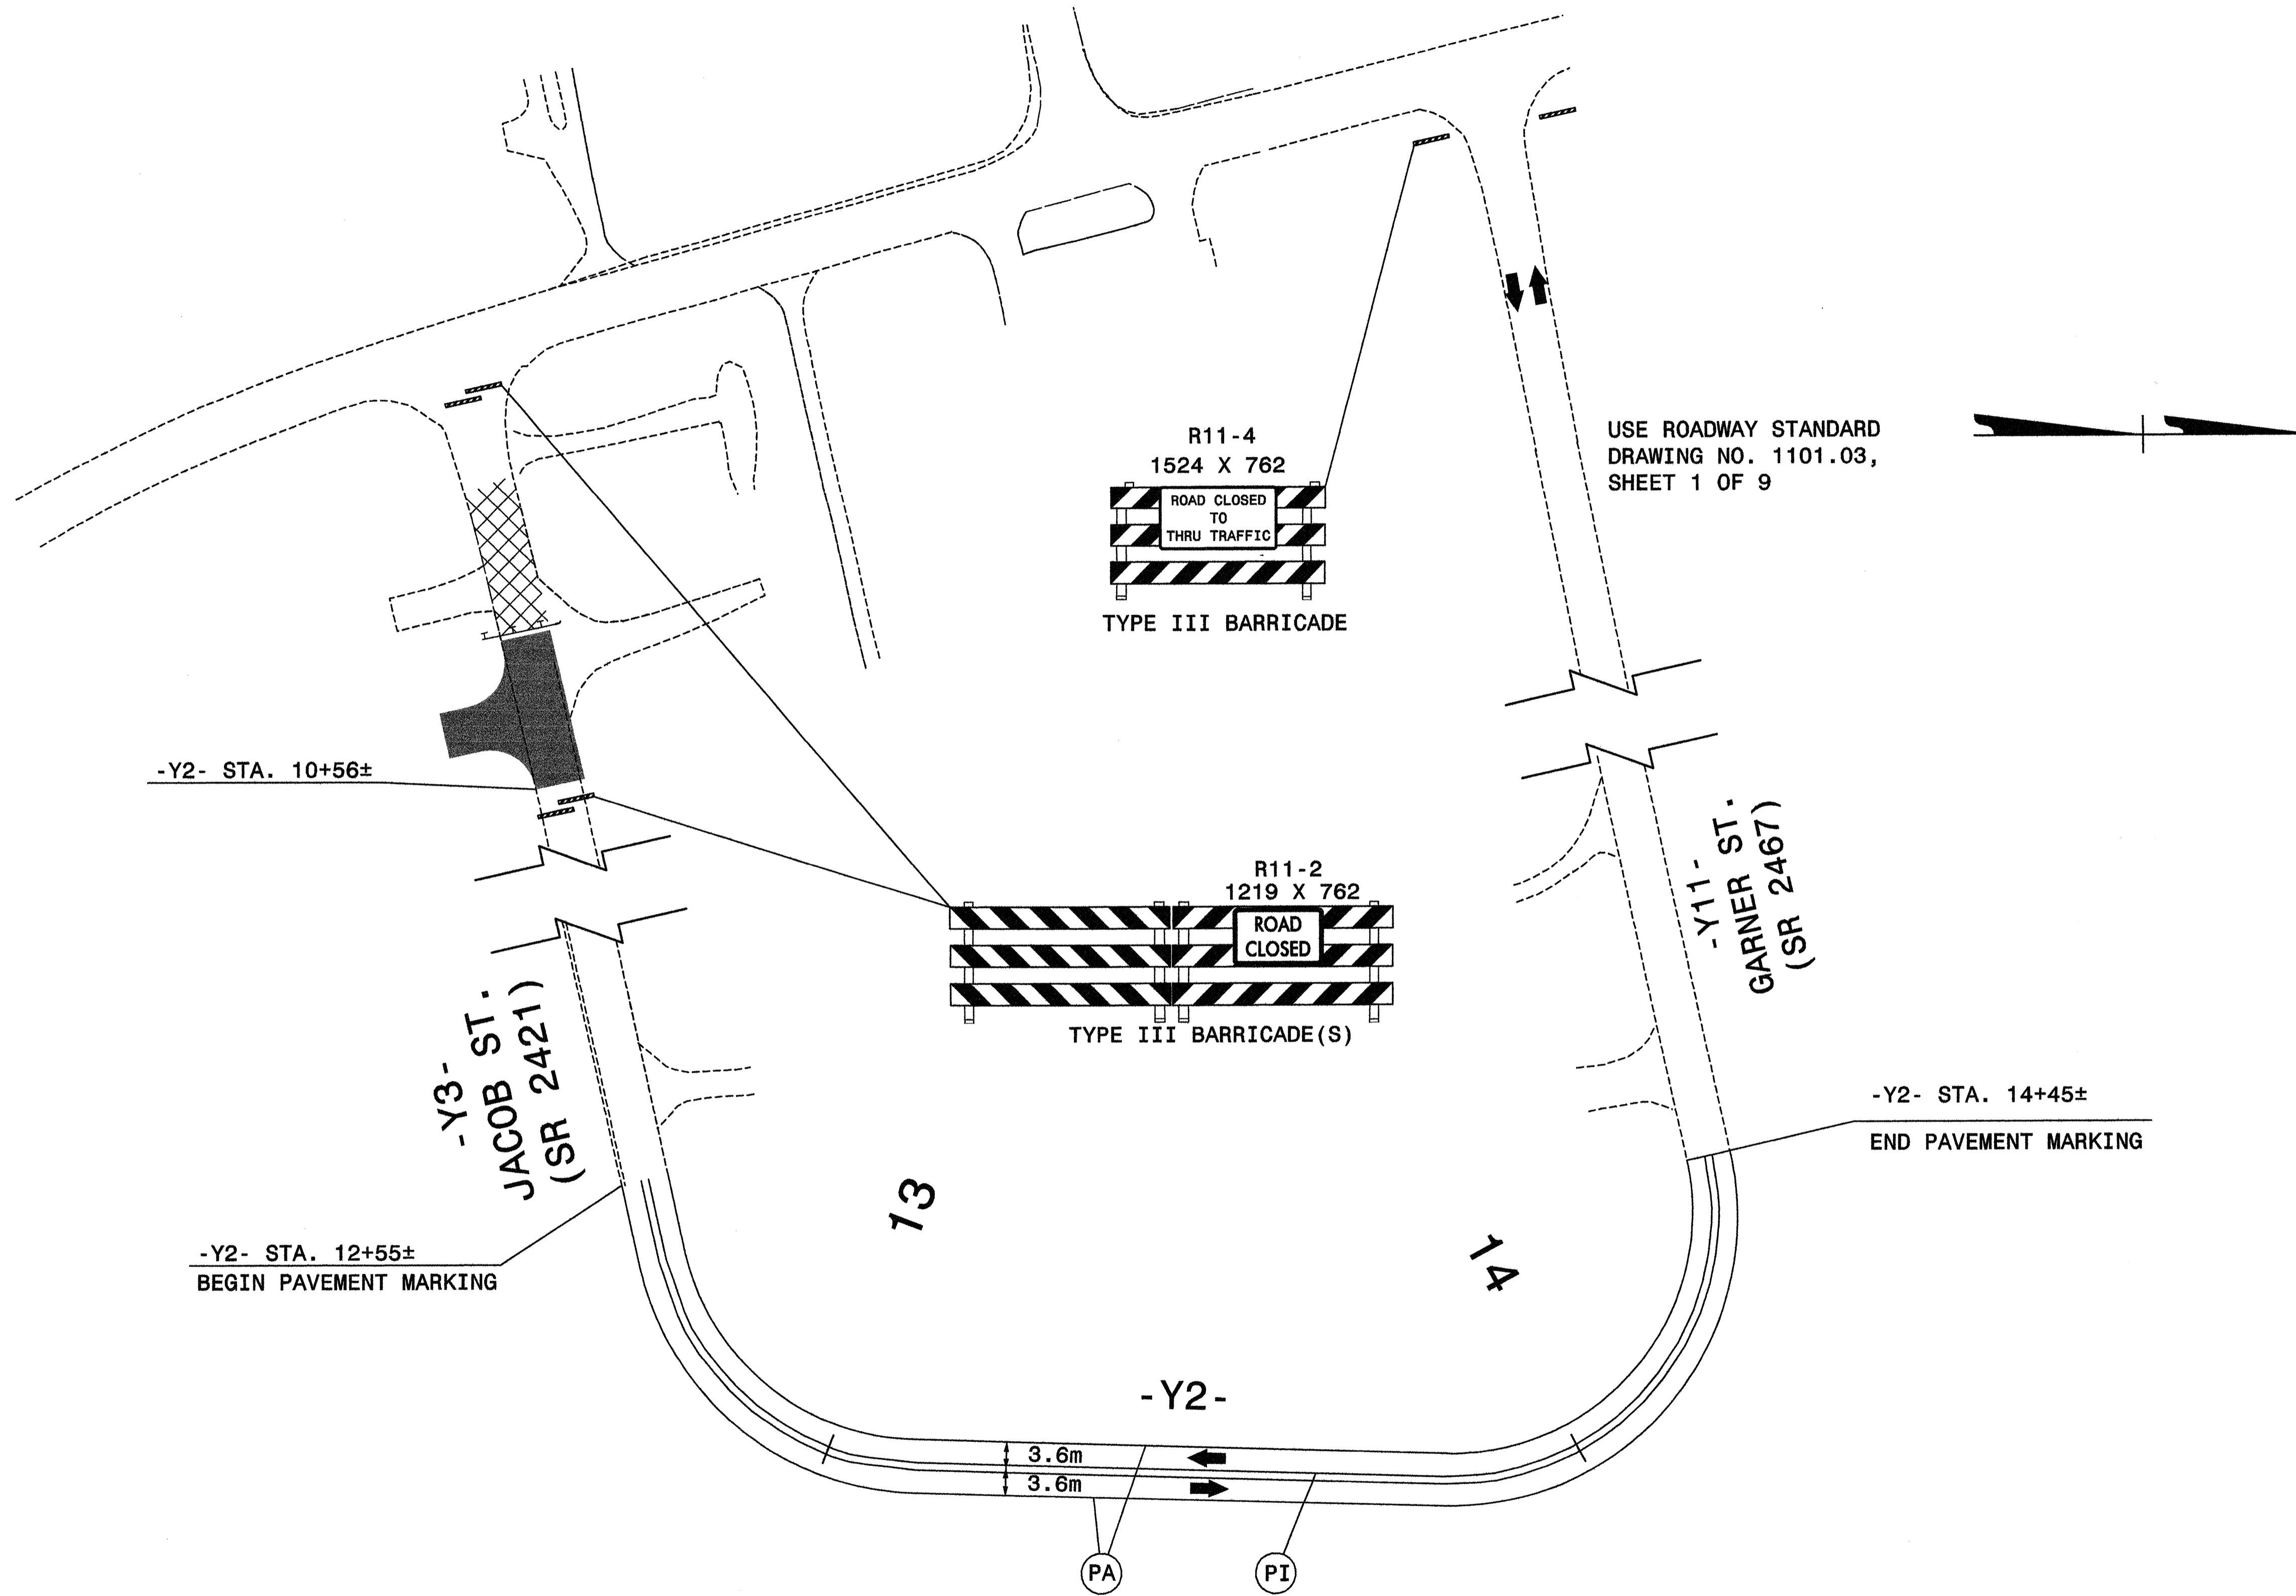 USE ROADWAY STANDARD
DRAWING NO. 1101.03,
SHEET 1 OF 9
R11-4
1524 X 762
ROAD CLOSED
TO
THRU TRAFFIC
TYPE III BARRICADE
-Y2- STA. 10+56±
R11-2
1219 X 762
ROAD
CLOSED
TYPE III BARRICADE(S)
-Y11-
GARNER ST.
(SR 2467)
-Y3-
JACOB ST.
(SR 2421)
-Y2- STA. 14+45±
END PAVEMENT MARKING
13
14
-Y2- STA. 12+55±
BEGIN PAVEMENT MARKING
-Y2-
3.6m
3.6m
PA
PI